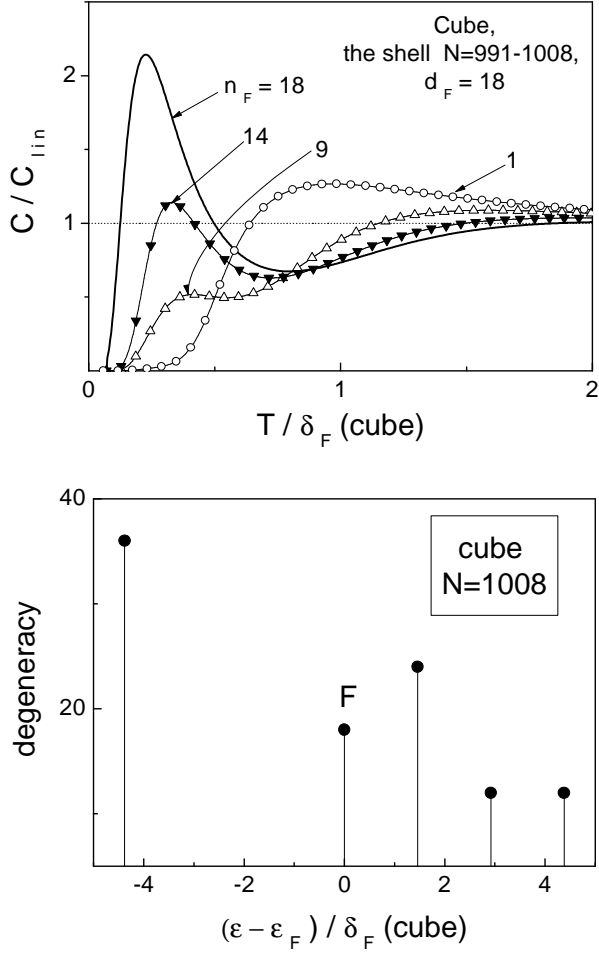 Cube,
the shell N=991-1008,
d F = 18
n F = 18
14
9
1
2
1
C / C lin
0
1
2
T / δ F (cube)
40
20
degeneracy
cube
N=1008
F
-4
-2
0
2
4
(ε – ε F ) / δ F (cube)